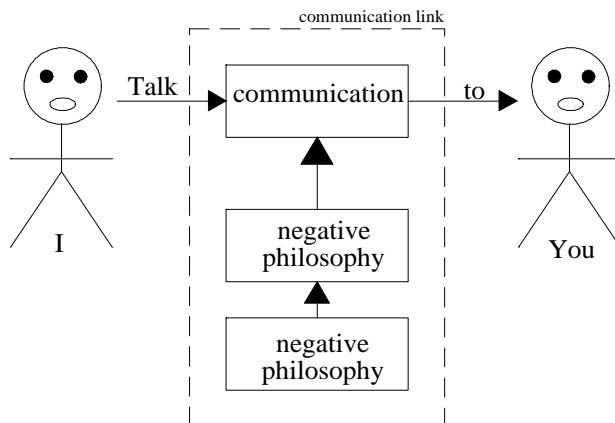 communication link
Talk
communication
to
negative
philosophy
I
You
negative
philosophy